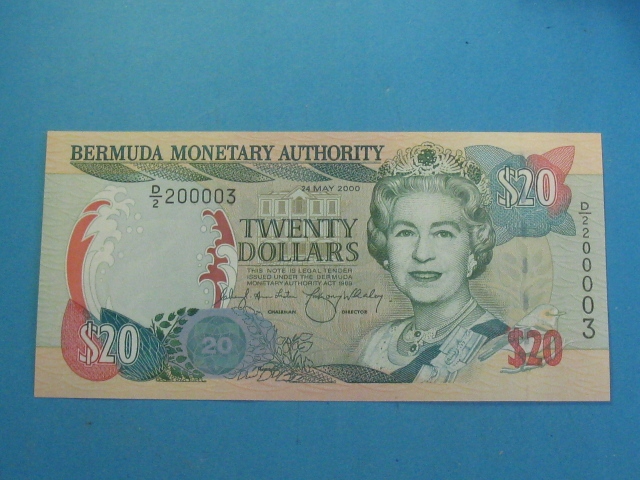 BERMUDA MONETARY AUTHORITY
D/2 200003
24 MAY 2000
$20
D/2 200003
TWENTY
DOLLARS
THIS NOTE IS LEGAL TENDER
ISSUED UNDER THE BERMUDA
MONETARY AUTHORITY ACT 1969
CHAIRMAN
DIRECTOR
$20
20
$20